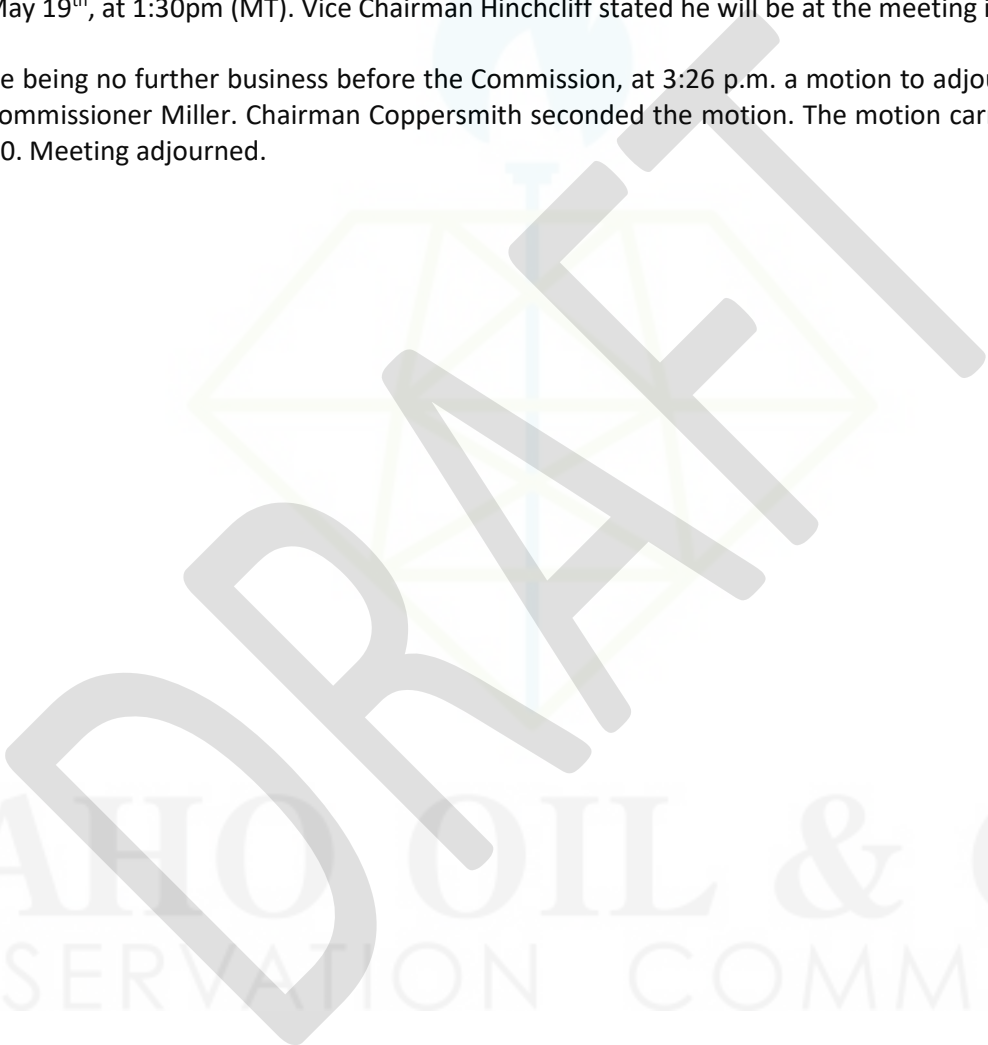 May 19th, at 1:30pm (MT). Vice Chairman Hinchcliff stated he will be at the meeting i
e being no further business before the Commission, at 3:26 p.m. a motion to adjou
ommissioner Miller. Chairman Coppersmith seconded the motion. The motion car
0. Meeting adjourned.
DRAFT
AHO OIL & G
SERVATION COMM